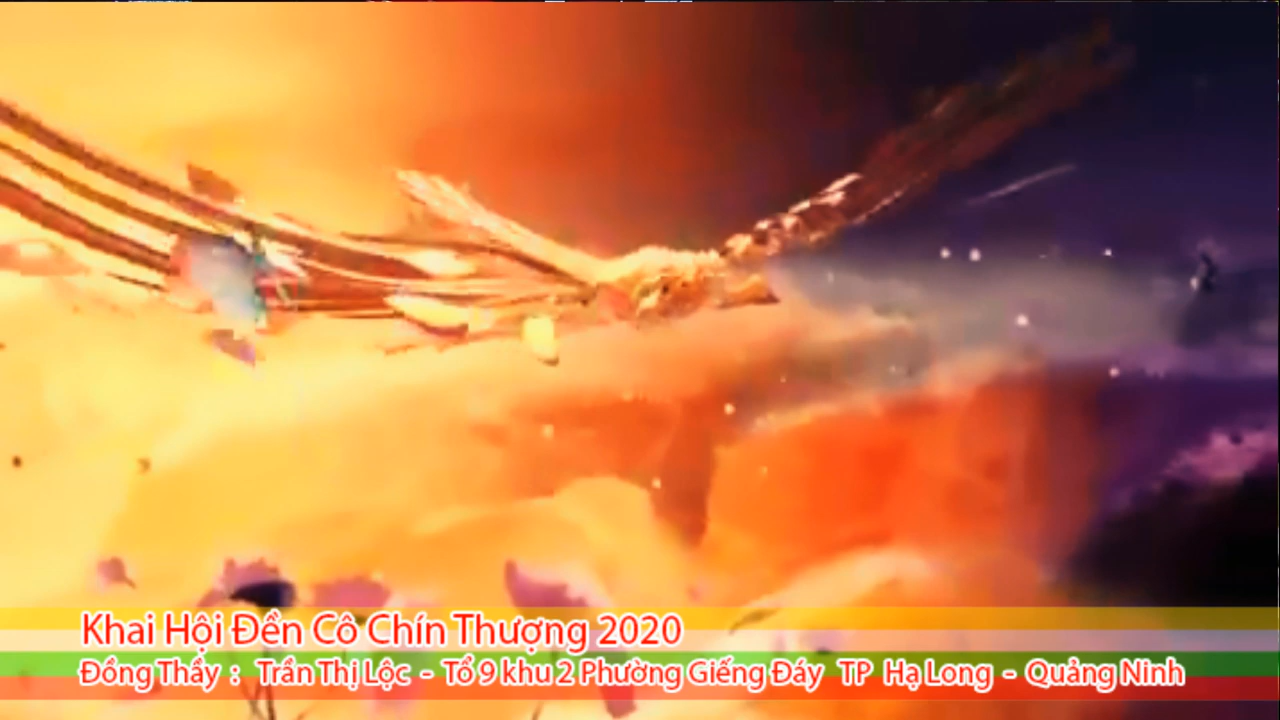 Khai Hội Đền Cô Chín Thượng 2020
Đồng Thầy : Trần Thị Lộc - Tổ 9 khu 2 Phường Giếng Đáy TP Hạ Long - Quảng Ninh